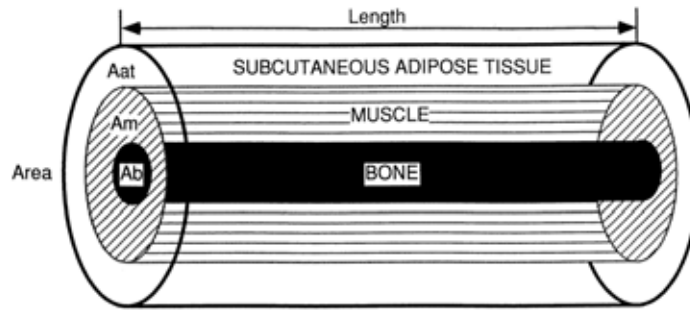 Length
Aat
SUBCUTANEOUS ADIPOSE TISSUE
Am
MUSCLE
Area
Ab
BONE